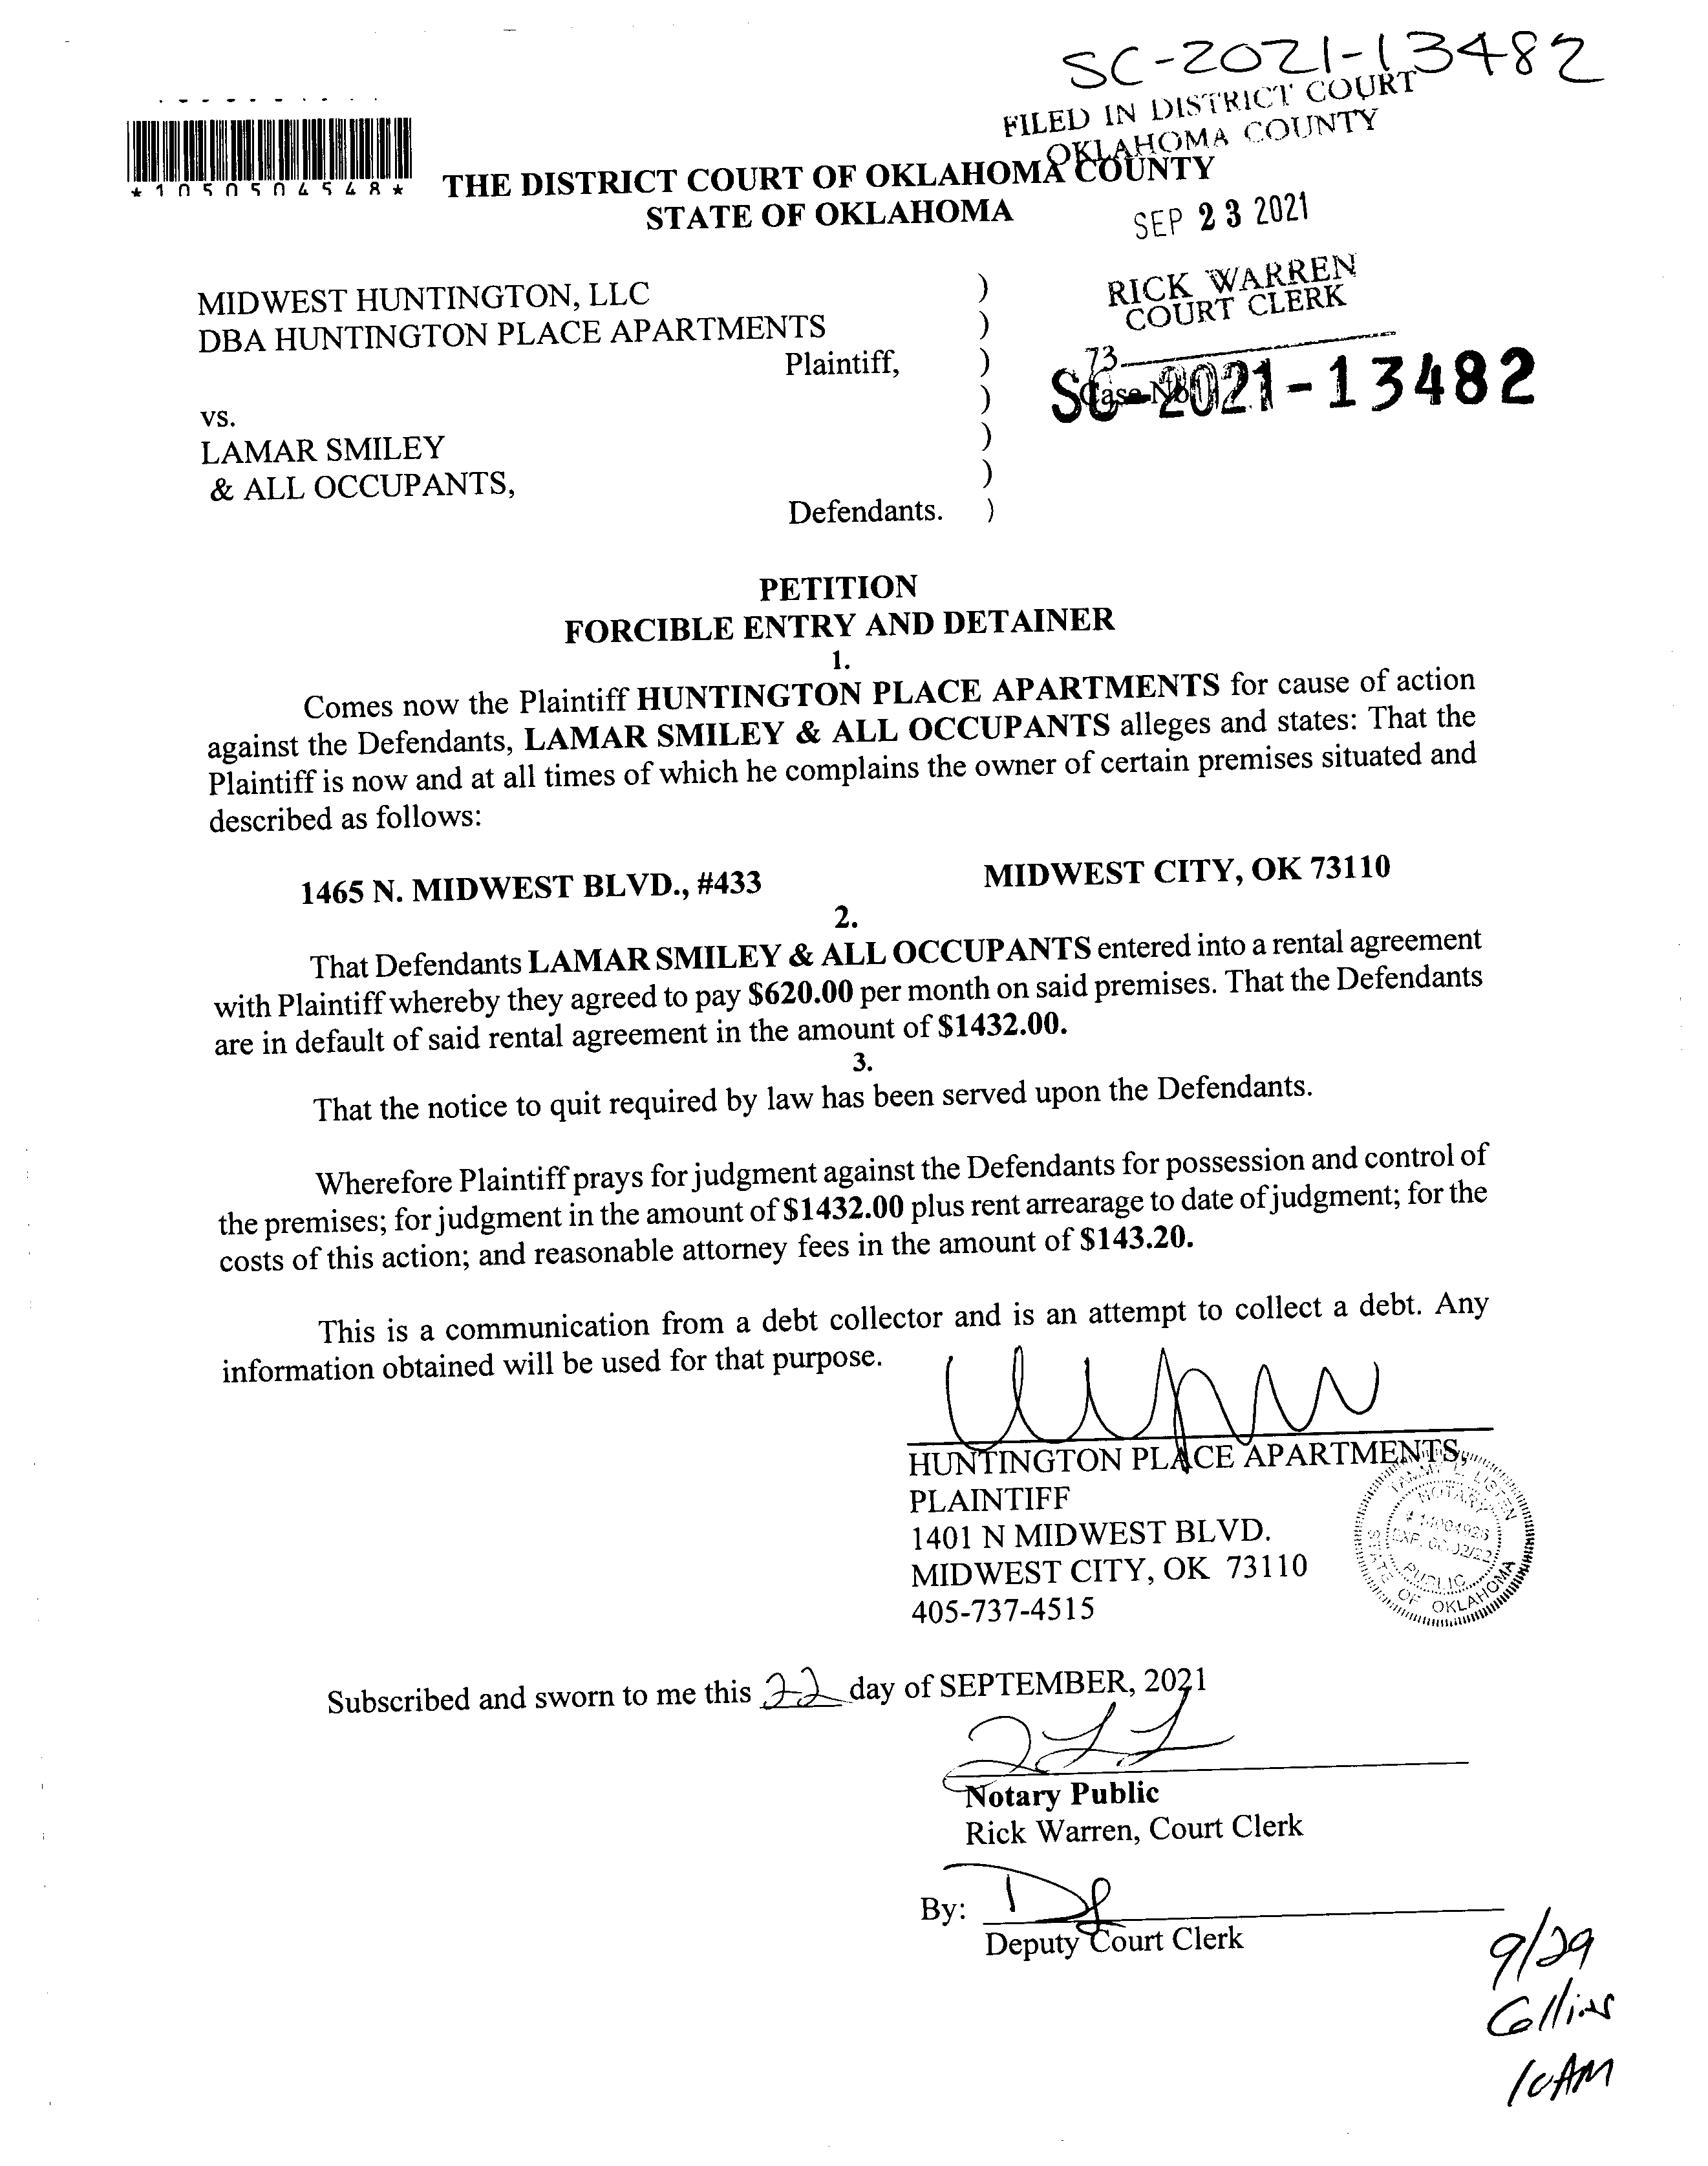 SC-2021-13482
FILED IN DISTRICT COURT
OKLAHOMA COUNTY
*1050504548*
THE DISTRICT COURT OF OKLAHOMA COUNTY
STATE OF OKLAHOMA
SEP 23 2021
MIDWEST HUNTINGTON, LLC )
DBA HUNTINGTON PLACE APARTMENTS )
Plaintiff, )
RICK WARREN
COURT CLERK
73
Case No.
SC-2021-13482
)
vs.
LAMAR SMILEY )
& ALL OCCUPANTS, )
Defendants. )
PETITION
FORCIBLE ENTRY AND DETAINER
1.
Comes now the Plaintiff HUNTINGTON PLACE APARTMENTS for cause of action
against the Defendants, LAMAR SMILEY & ALL OCCUPANTS alleges and states: That the
Plaintiff is now and at all times of which he complains the owner of certain premises situated and
described as follows:
1465 N. MIDWEST BLVD., #433 MIDWEST CITY, OK 73110
2.
That Defendants LAMAR SMILEY & ALL OCCUPANTS entered into a rental agreement
with Plaintiff whereby they agreed to pay $620.00 per month on said premises. That the Defendants
are in default of said rental agreement in the amount of $1432.00.
3.
That the notice to quit required by law has been served upon the Defendants.
Wherefore Plaintiff prays for judgment against the Defendants for possession and control of
the premises; for judgment in the amount of $1432.00 plus rent arrearage to date of judgment; for the
costs of this action; and reasonable attorney fees in the amount of $143.20.
This is a communication from a debt collector and is an attempt to collect a debt. Any
information obtained will be used for that purpose.
HUNTINGTON PLACE APARTMENTS,
PLAINTIFF
1401 N MIDWEST BLVD.
MIDWEST CITY, OK 73110
405-737-4515
TAMMY L. LISTEN
NOTARY
# 14004926
PUBLIC
STATE OF OKLAHOMA
Subscribed and sworn to me this 22 day of SEPTEMBER, 2021
Notary Public
Rick Warren, Court Clerk
By:
Deputy Court Clerk
9/29
Collins
10AM